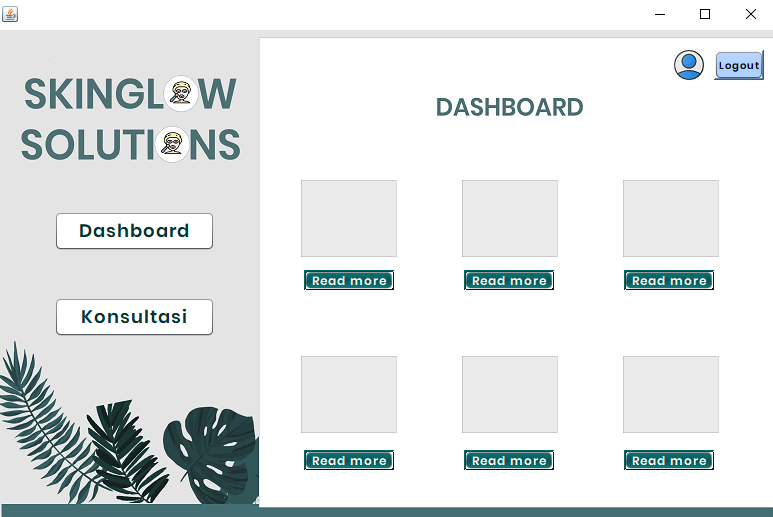 SKINGLOW
SOLUTIONS
Dashboard
Konsultasi
Logout
DASHBOARD
Read more
Read more
Read more
Read more
Read more
Read more